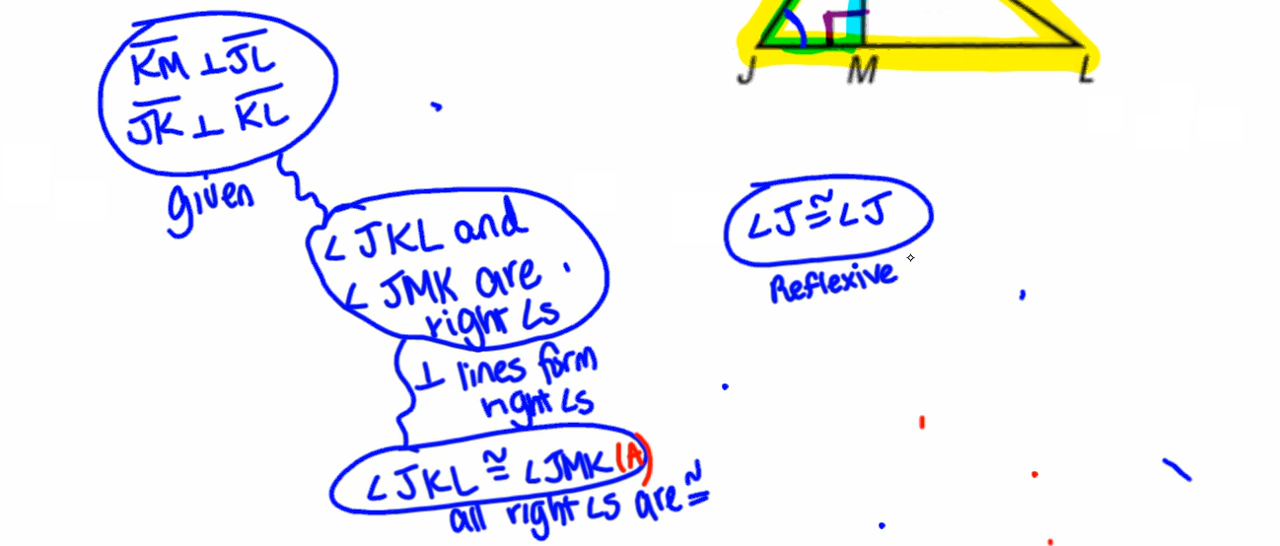 KM ⊥ JL
JK ⊥ KL
given
∠JKL and
∠JMK are
right ∠s
⊥ lines form
right ∠s
∠JKL ≅ ∠JMK (A)
all right ∠s are ≅
J M L
∠J ≅ ∠J
Reflexive